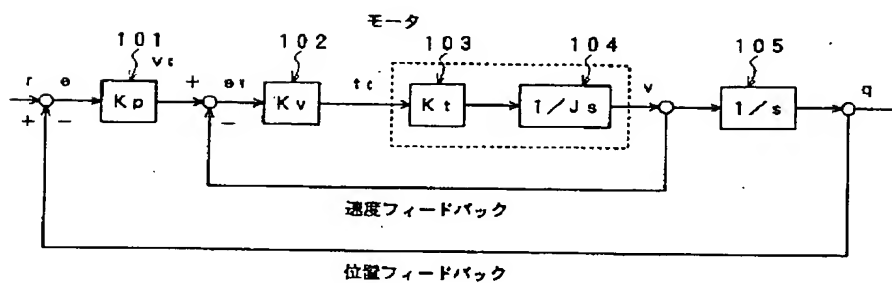 モータ
101
102
103
104
105
r
e
vc
+
ev
tc
v
q
Kp
Kv
Kt
1/Js
1/s
+
−
−
速度フィードバック
位置フィードバック